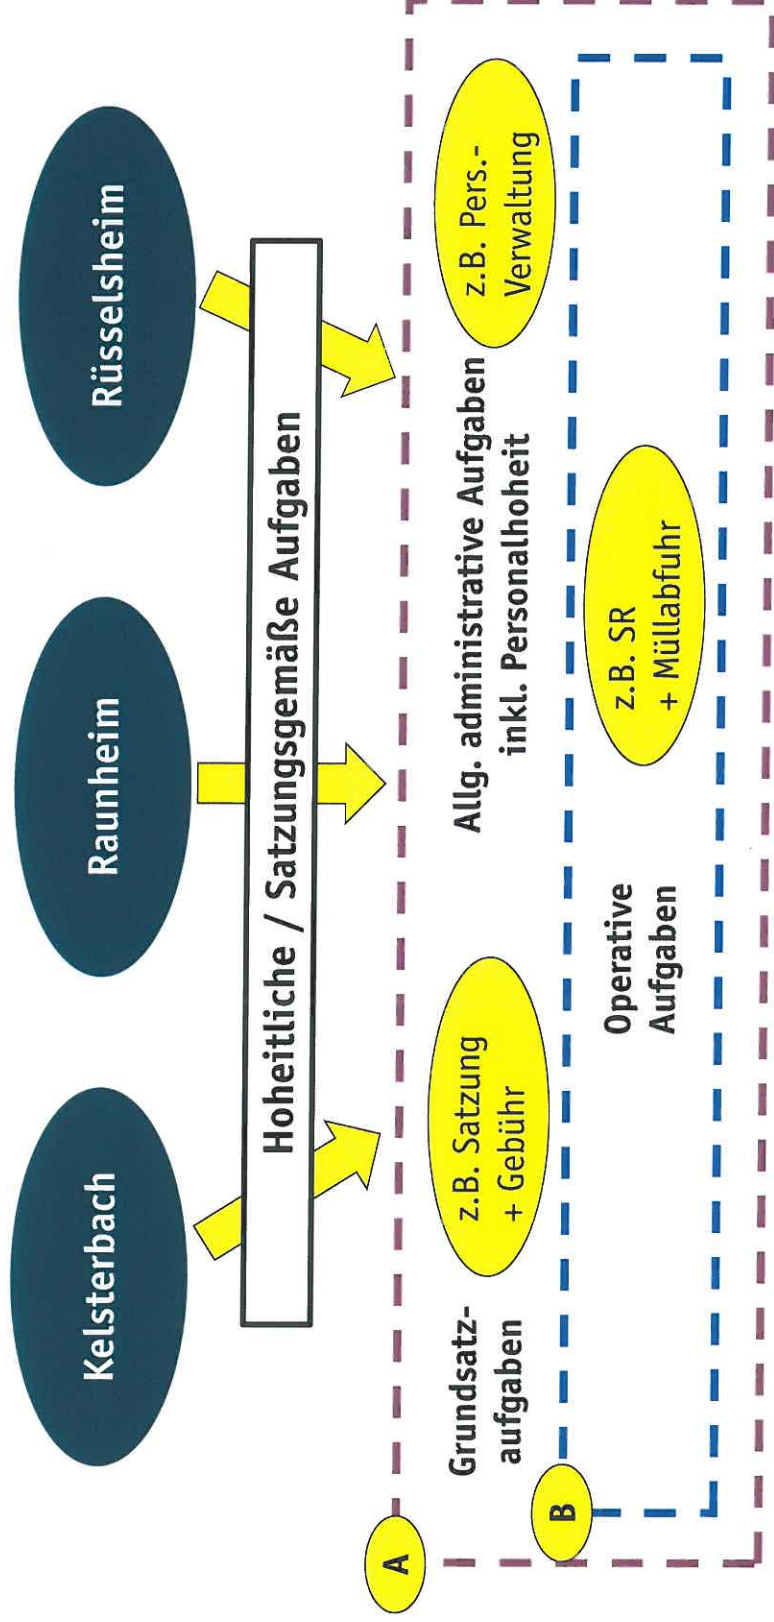 Kelsterbach
Raunheim
Rüsselsheim
Hoheitliche / Satzungsgemäße Aufgaben
A
Grundsatz-
aufgaben
z.B. Satzung
+ Gebühr
Allg. administrative Aufgaben
inkl. Personalhoheit
z.B. Pers.-
Verwaltung
B
Operative
Aufgaben
z.B. SR
+ Müllabfuhr